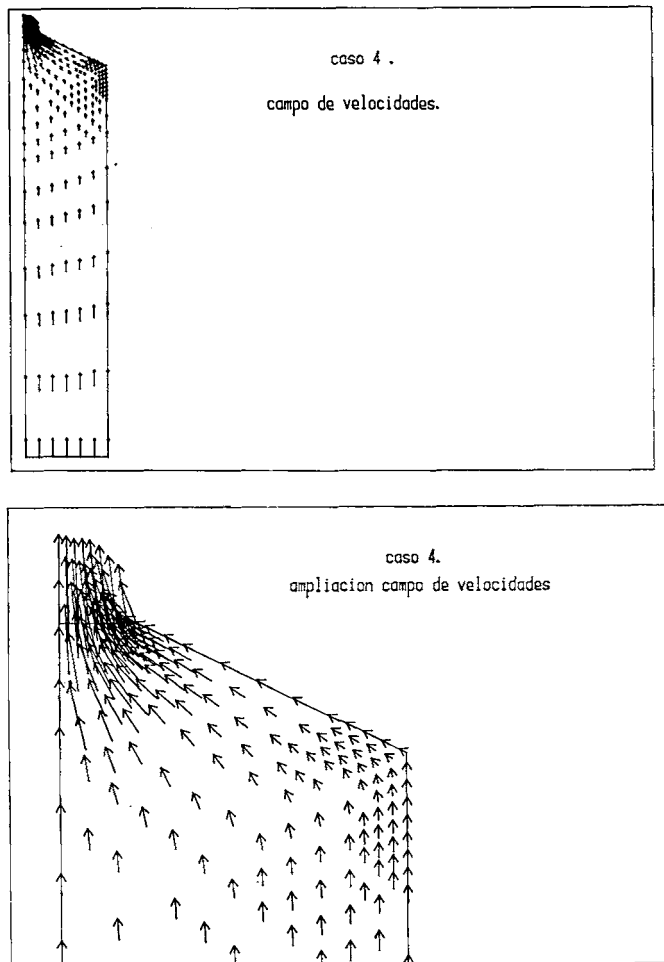 caso 4 .
campo de velocidades.
caso 4.
ampliacion campo de velocidades